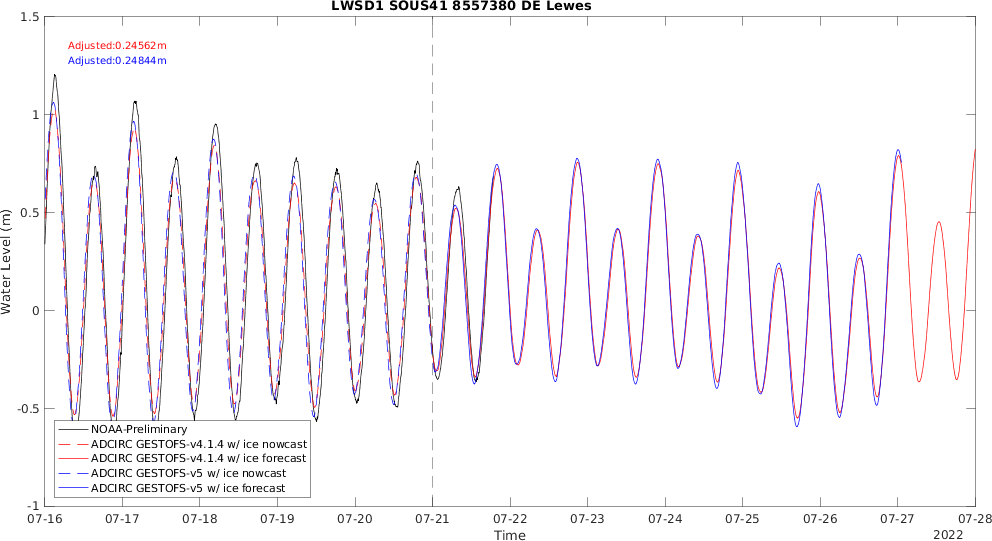 LWSD1 SOUS41 8557380 DE Lewes
1.5
Adjusted:0.24562m
Adjusted:0.24844m
1
0.5
0
-0.5
-1
Water Level (m)
NOAA-Preliminary
ADCIRC GESTOFS-v4.1.4 w/ ice nowcast
ADCIRC GESTOFS-v4.1.4 w/ ice forecast
ADCIRC GESTOFS-v5 w/ ice nowcast
ADCIRC GESTOFS-v5 w/ ice forecast
07-16 07-17 07-18 07-19 07-20 07-21 07-22 07-23 07-24 07-25 07-26 07-27 07-28
Time
2022